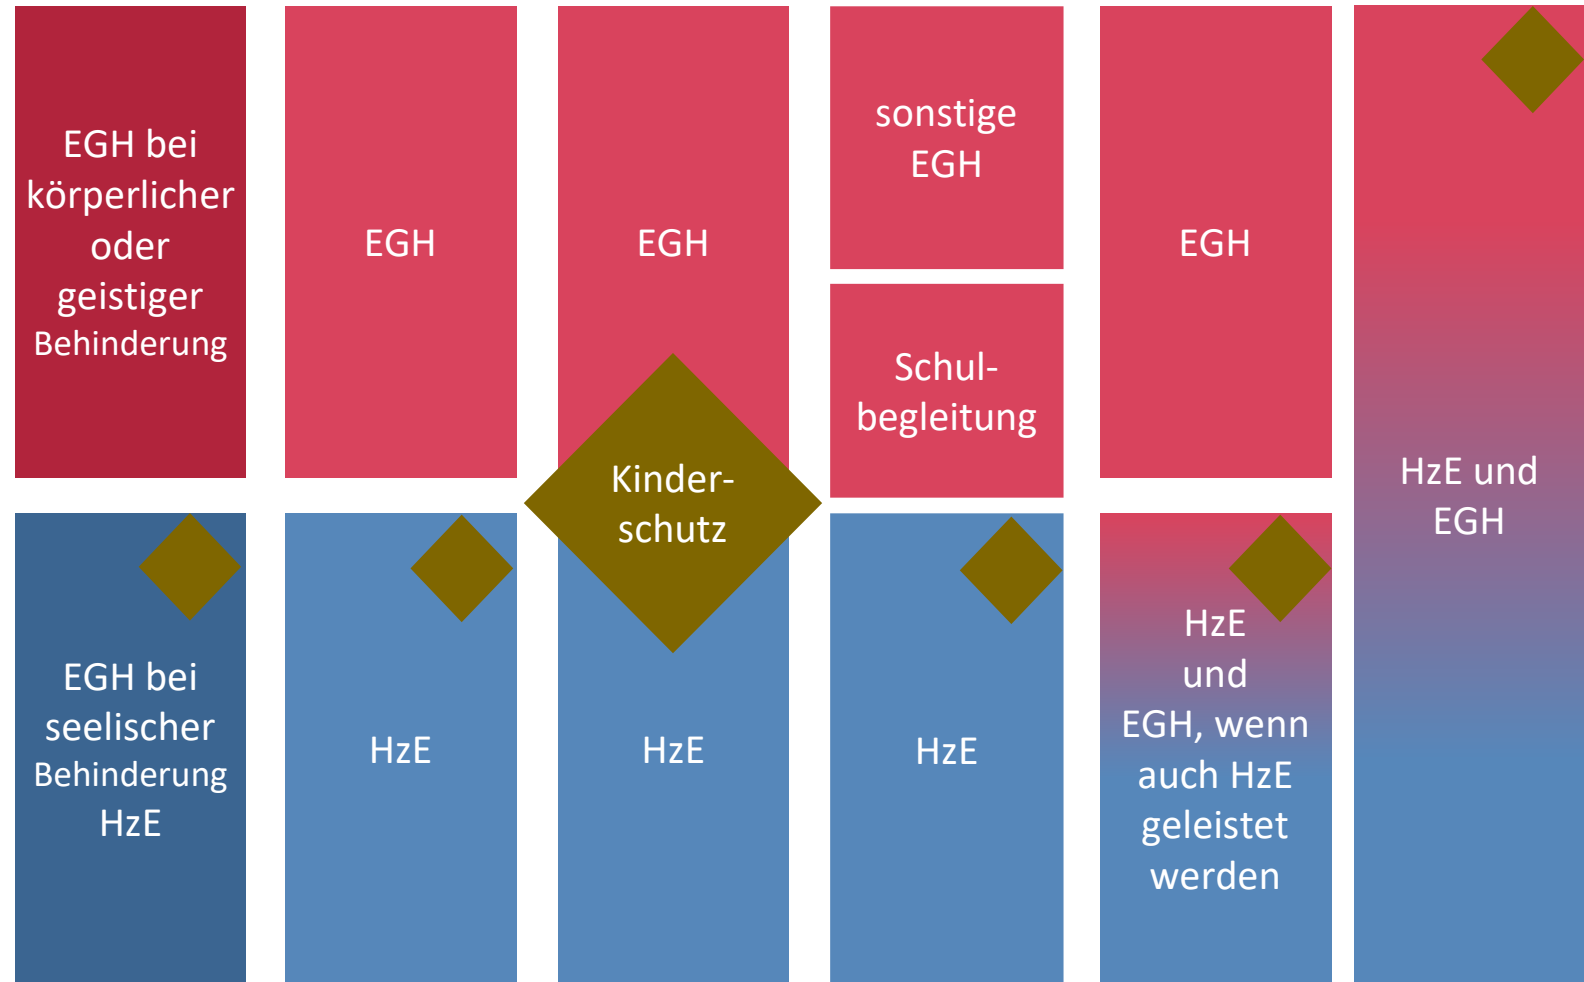 EGH bei
körperlicher
oder
geistiger
Behinderung
EGH bei
seelischer
Behinderung
HzE
EGH
HzE
EGH
Kinder-
schutz
HzE
sonstige
EGH
Schul-
begleitung
HzE
EGH
HzE
und
EGH, wenn
auch HzE
geleistet
werden
HzE und
EGH